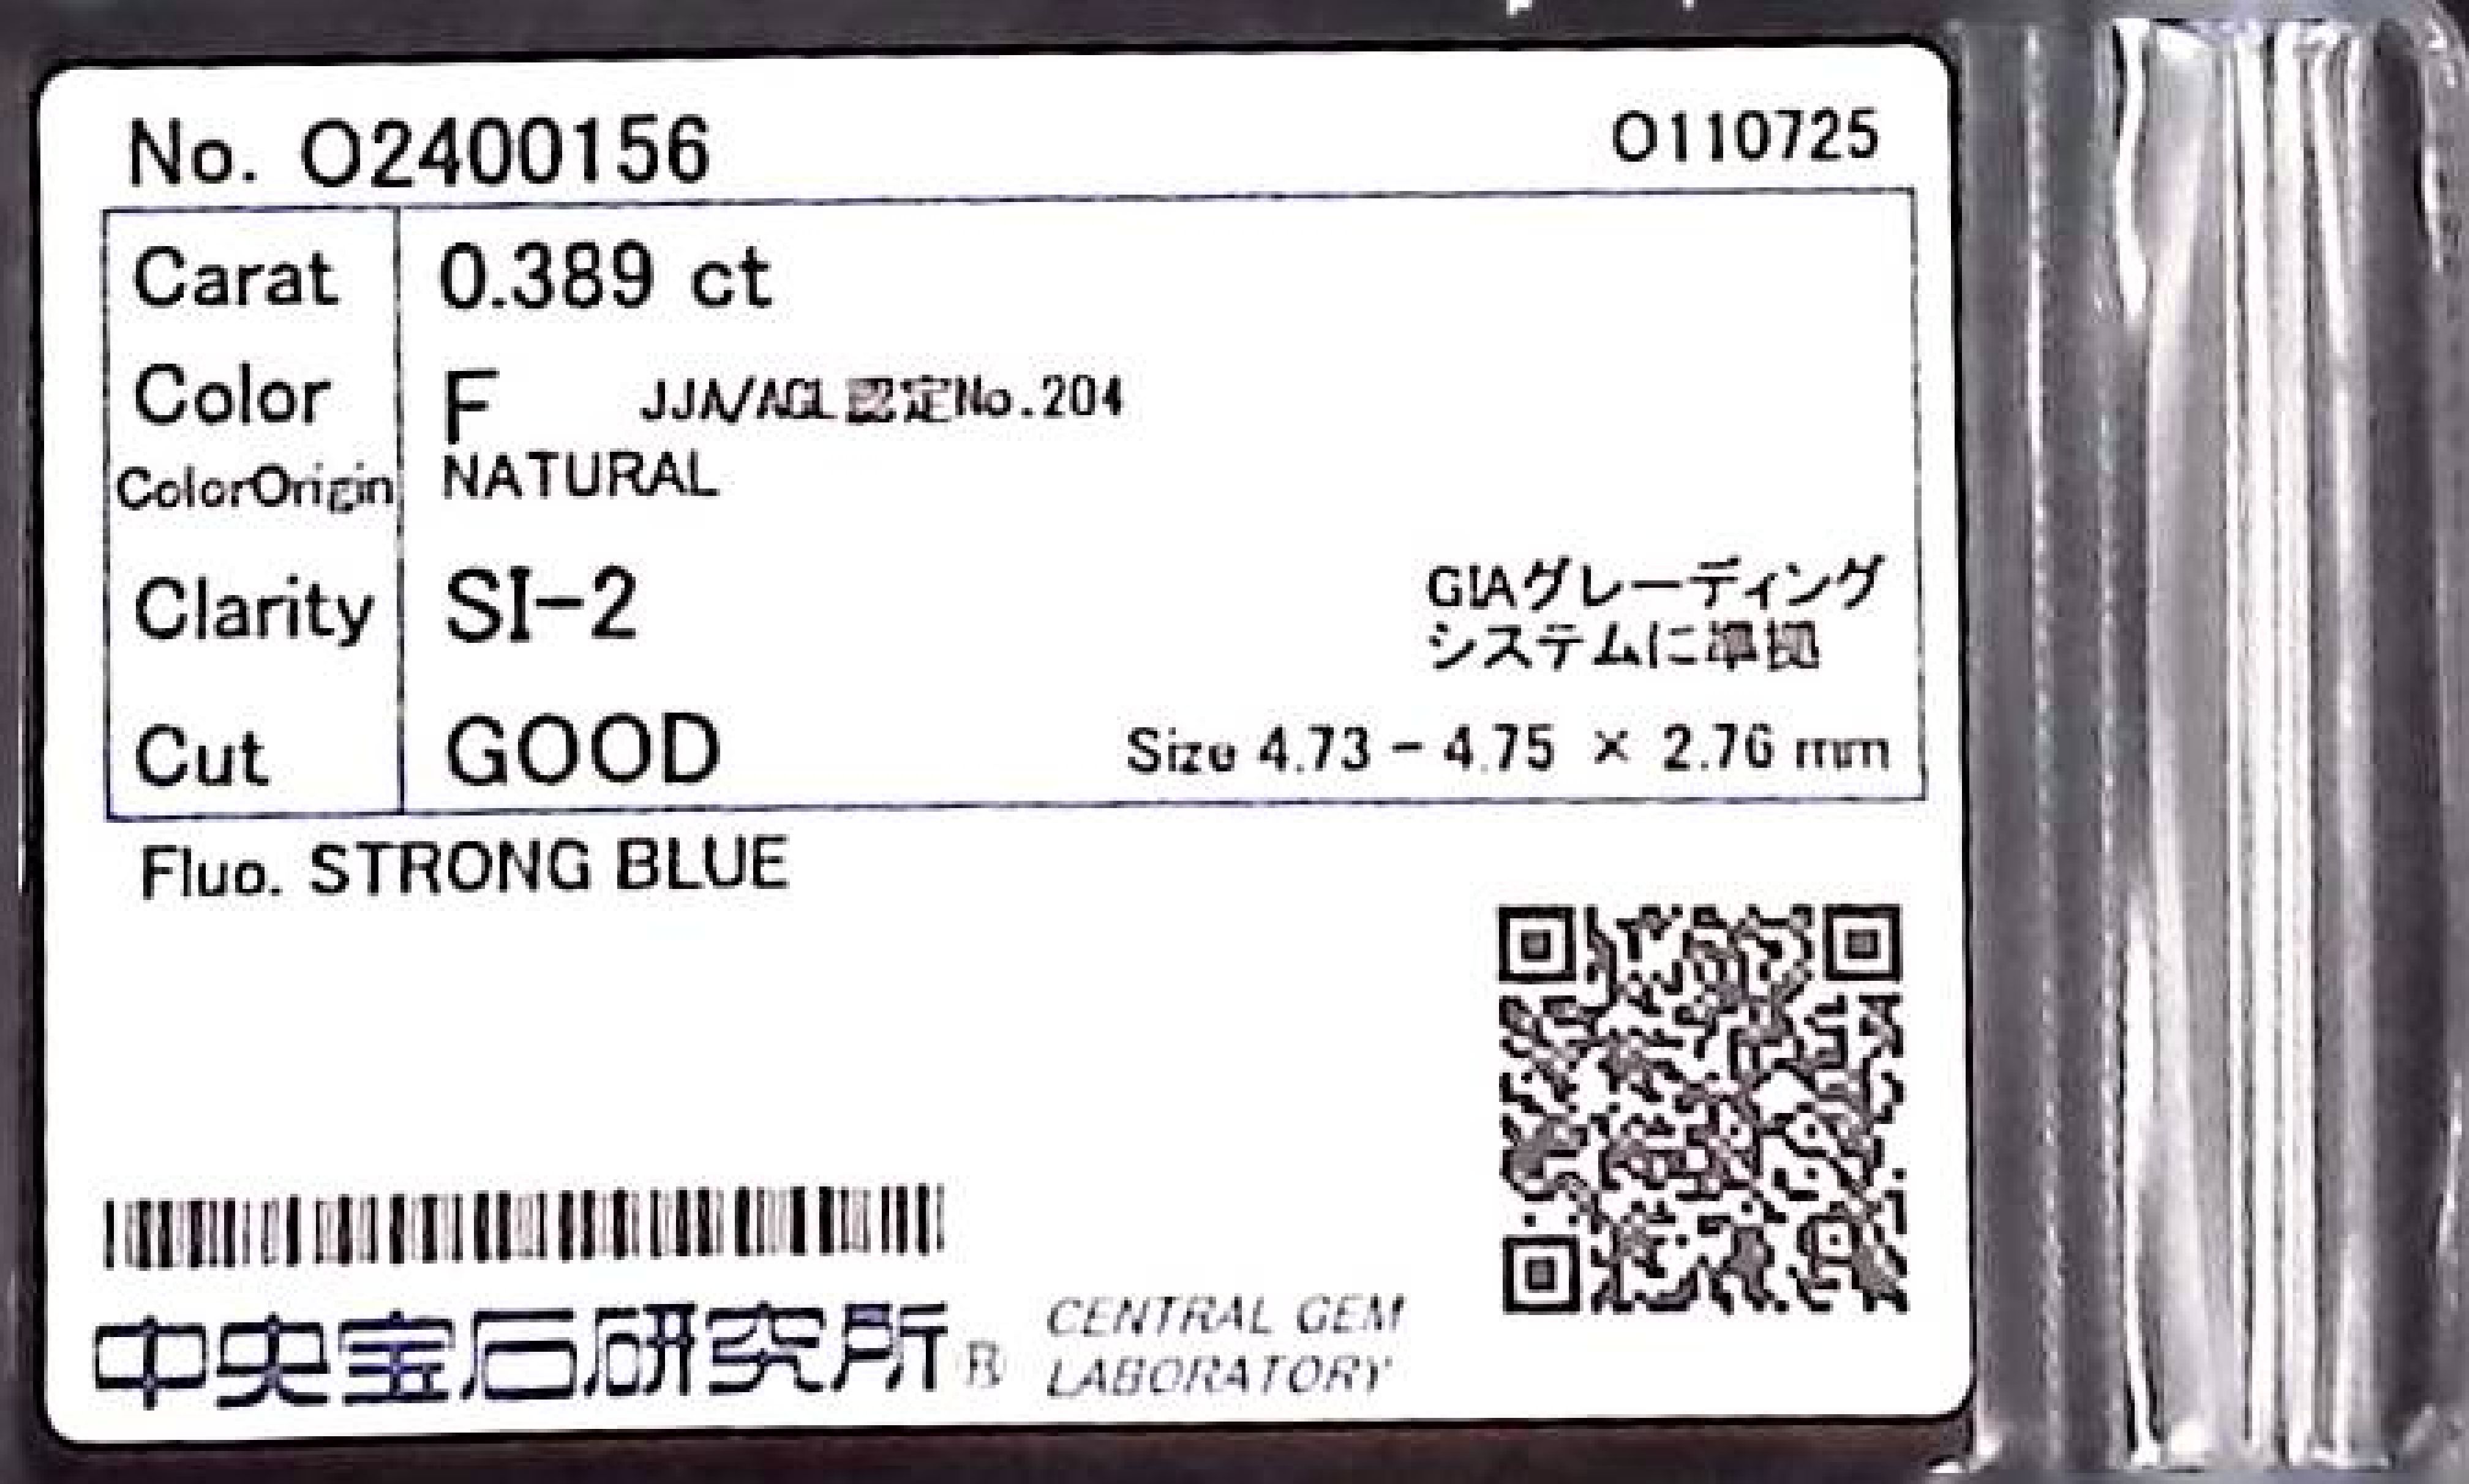 No. O2400156 O110725
Carat 0.389 ct
Color F JJA/AGL 認定No.204
ColorOrigin NATURAL
Clarity SI-2
GIAグレーディング
システムに準拠
Cut GOOD Size 4.73 - 4.75 × 2.76 mm
Fluo. STRONG BLUE
中央宝石研究所® CENTRAL GEM
LABORATORY